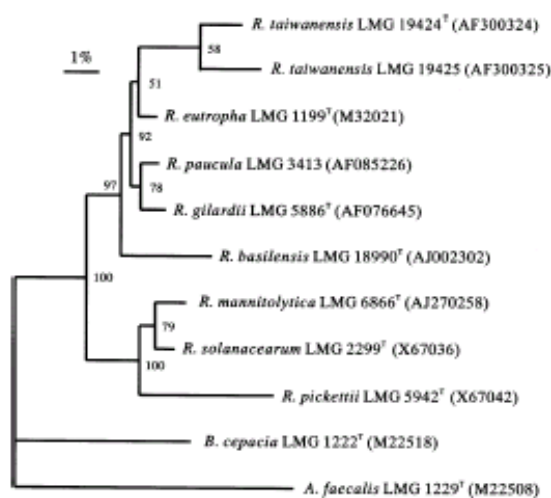 R. taiwanensis LMG 19424ᵀ (AF300324)
58
1%
R. taiwanensis LMG 19425 (AF300325)
51
R. eutropha LMG 1199ᵀ (M32021)
92
R. paucula LMG 3413 (AF085226)
97
78
R. gilardii LMG 5886ᵀ (AF076645)
R. basilensis LMG 18990ᵀ (AJ002302)
100
R. mannitolytica LMG 6866ᵀ (AJ270258)
79
R. solanacearum LMG 2299ᵀ (X67036)
100
R. pickettii LMG 5942ᵀ (X67042)
B. cepacia LMG 1222ᵀ (M22518)
A. faecalis LMG 1229ᵀ (M22508)